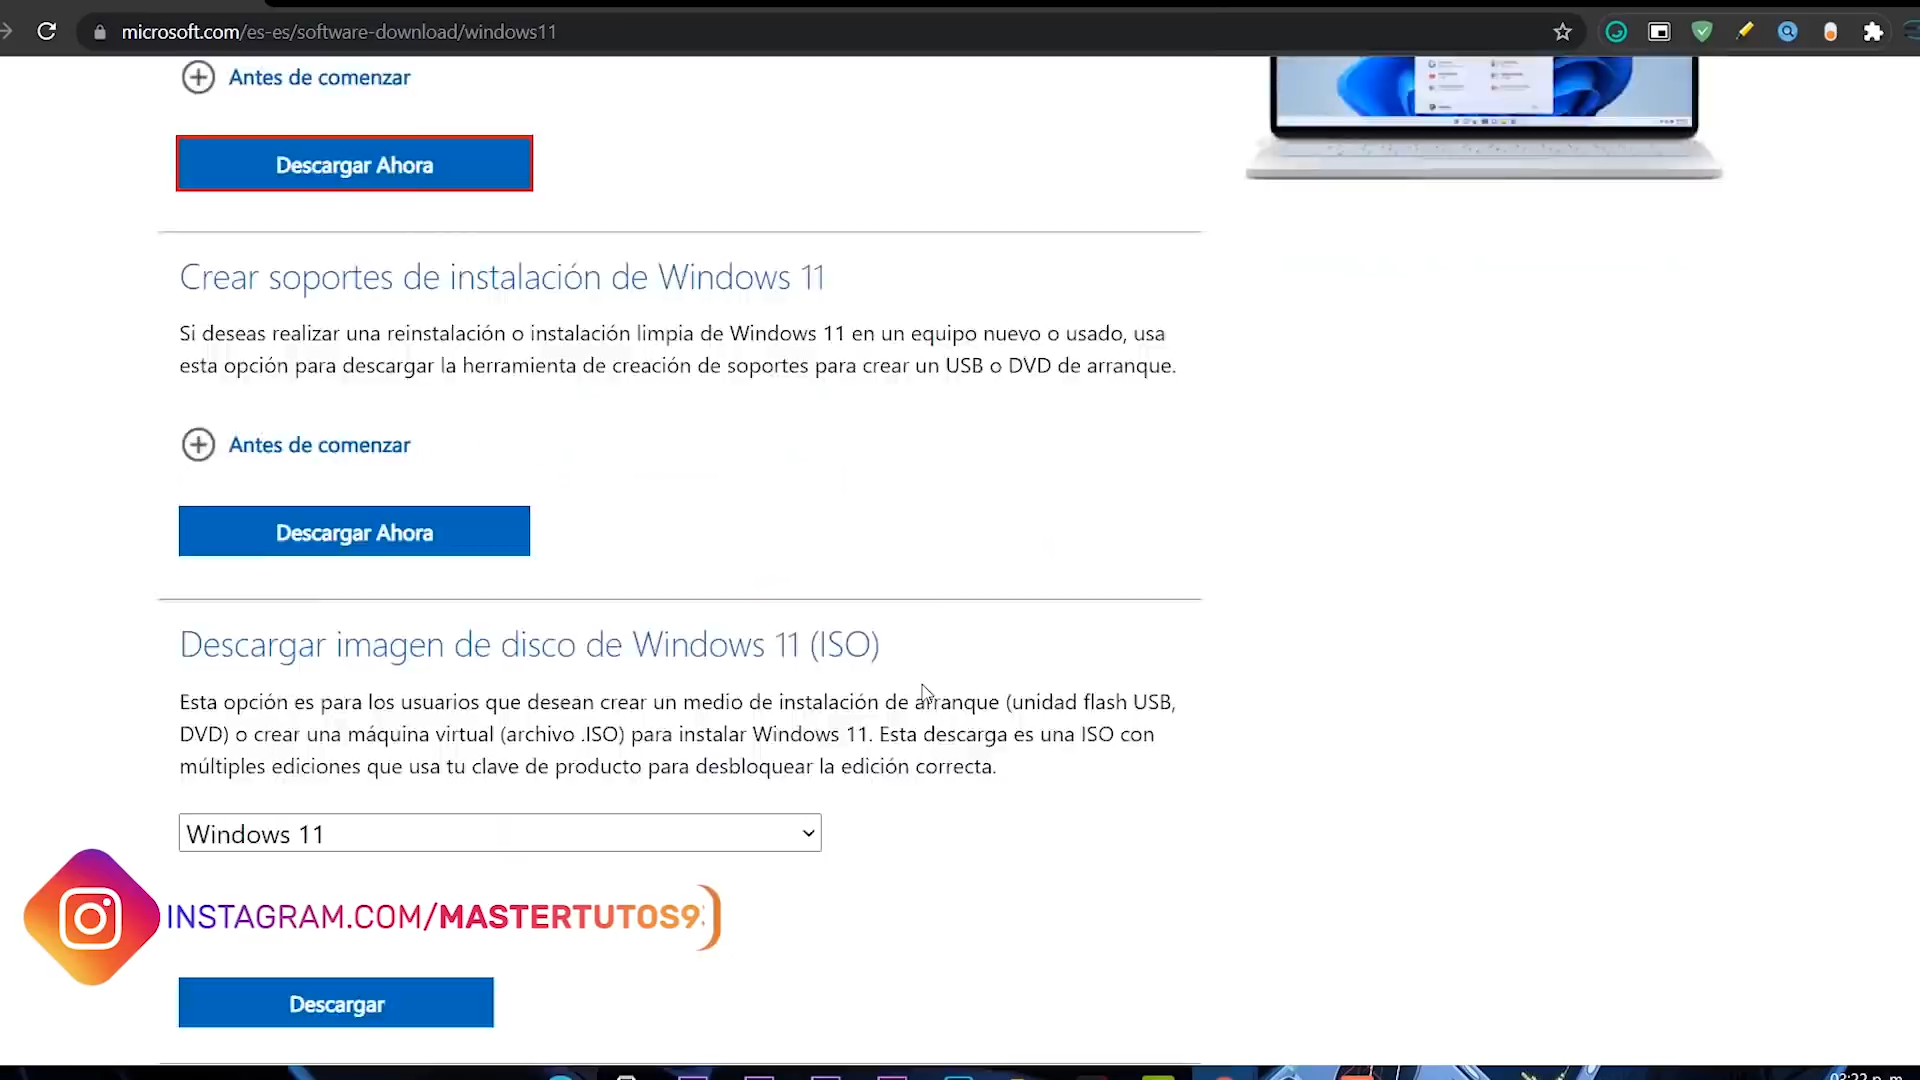 microsoft.com/es-es/software-download/windows11
Antes de comenzar
Descargar Ahora
Crear soportes de instalación de Windows 11
Si deseas realizar una reinstalación o instalación limpia de Windows 11 en un equipo nuevo o usado, usa
esta opción para descargar la herramienta de creación de soportes para crear un USB o DVD de arranque.
Antes de comenzar
Descargar Ahora
Descargar imagen de disco de Windows 11 (ISO)
Esta opción es para los usuarios que desean crear un medio de instalación de arranque (unidad flash USB,
DVD) o crear una máquina virtual (archivo .ISO) para instalar Windows 11. Esta descarga es una ISO con
múltiples ediciones que usa tu clave de producto para desbloquear la edición correcta.
Windows 11
INSTAGRAM.COM/MASTERTUTOS9
Descargar
03:22 p. m.